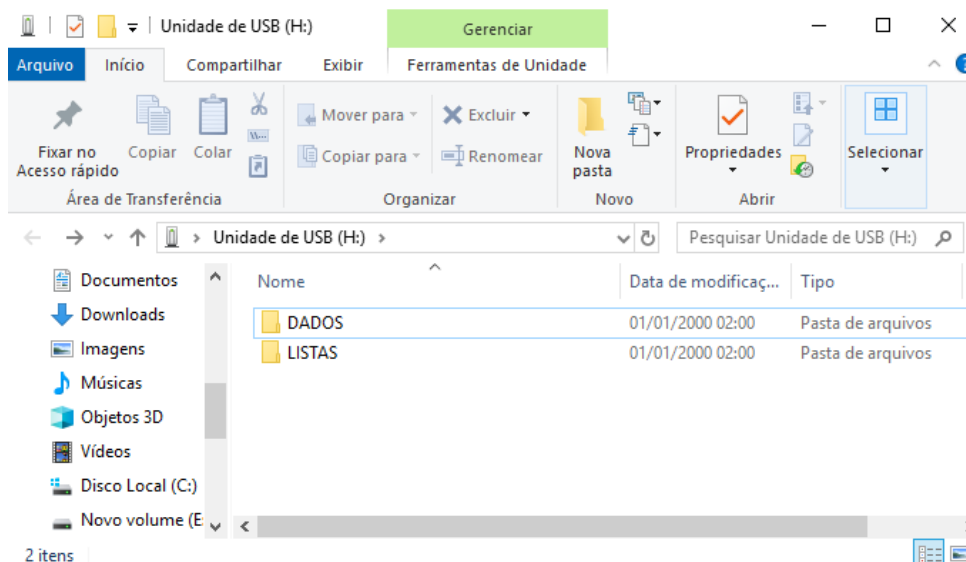 Unidade de USB (H:)
Gerenciar
Arquivo Início Compartilhar Exibir Ferramentas de Unidade
Fixar no Acesso rápido
Copiar
Colar
Mover para
Copiar para
Excluir
Renomear
Nova pasta
Propriedades
Selecionar
Área de Transferência Organizar Novo Abrir
Unidade de USB (H:)
Pesquisar Unidade de USB (H:)
Documentos
Downloads
Imagens
Músicas
Objetos 3D
Vídeos
Disco Local (C:)
Novo volume (E:
Nome Data de modificaç... Tipo
DADOS 01/01/2000 02:00 Pasta de arquivos
LISTAS 01/01/2000 02:00 Pasta de arquivos
2 itens